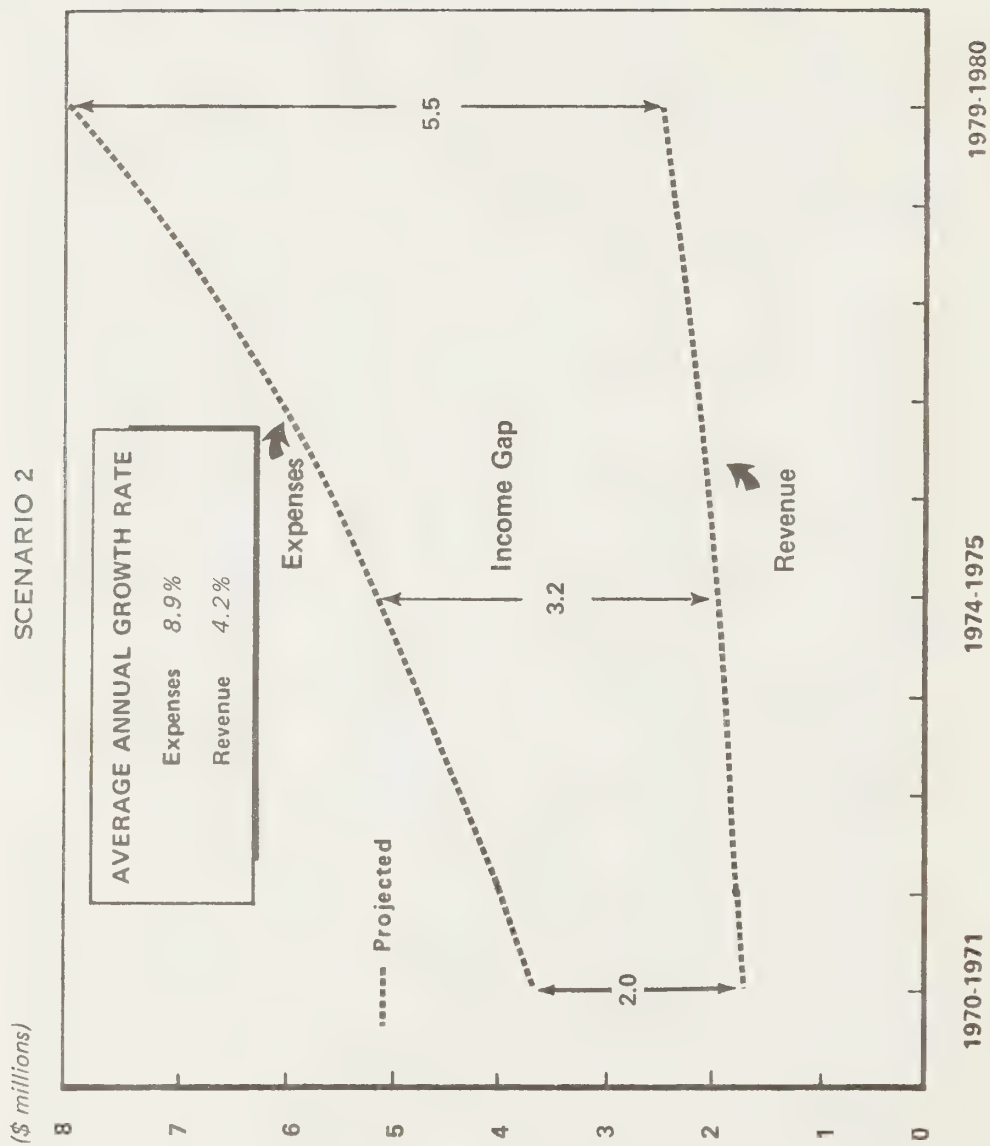 SCENARIO 2
($ millions)
8
7
6
5
4
3
2
1
0
AVERAGE ANNUAL GROWTH RATE
Expenses 8.9%
Revenue 4.2%
Projected
Expenses
Income Gap
Revenue
2.0
3.2
5.5
1970-1971
1974-1975
1979-1980